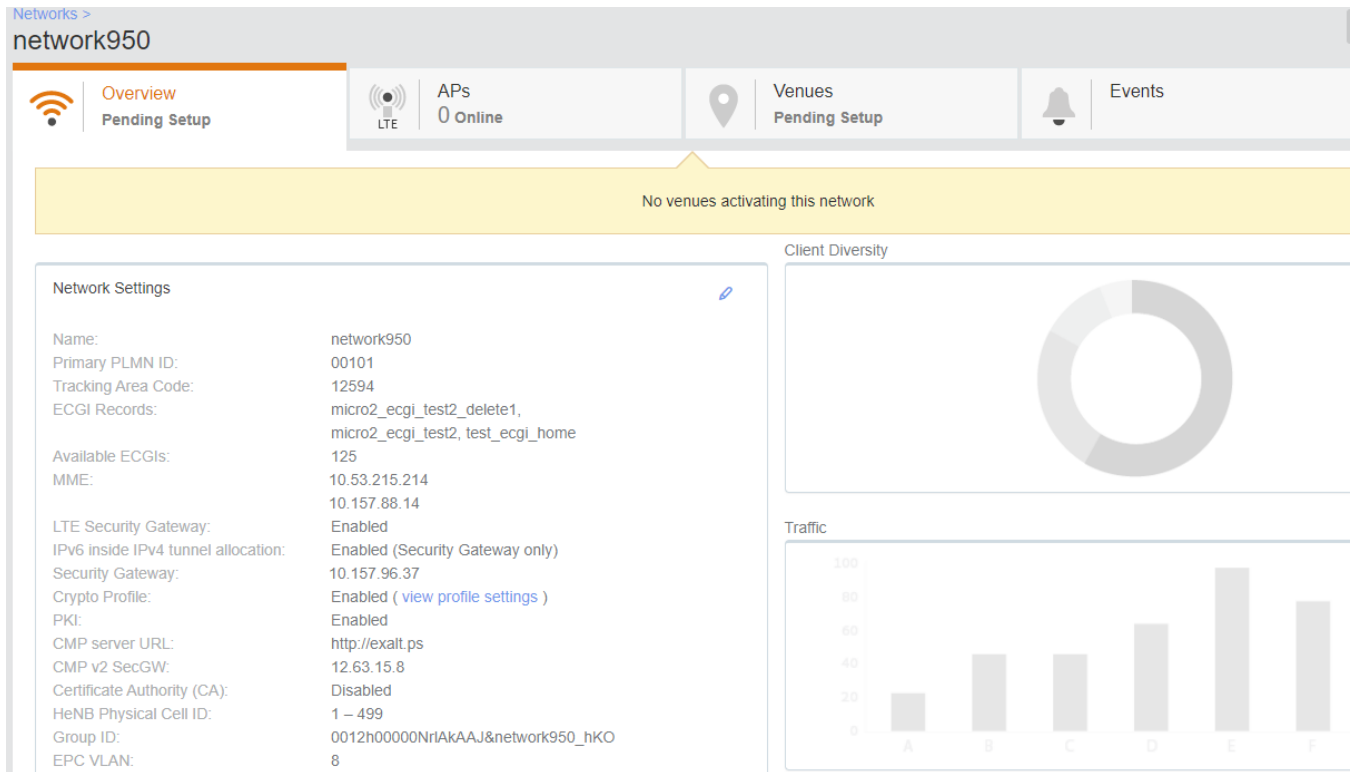 Networks >
network950
Overview
Pending Setup
LTE
APs
0 Online
Venues
Pending Setup
Events
No venues activating this network
Network Settings
Name: network950
Primary PLMN ID: 00101
Tracking Area Code: 12594
ECGI Records: micro2_ecgi_test2_delete1,
micro2_ecgi_test2, test_ecgi_home
Available ECGIs: 125
MME: 10.53.215.214
10.157.88.14
LTE Security Gateway: Enabled
IPv6 inside IPv4 tunnel allocation: Enabled (Security Gateway only)
Security Gateway: 10.157.96.37
Crypto Profile: Enabled ( view profile settings )
PKI: Enabled
CMP server URL: http://exalt.ps
CMP v2 SecGW: 12.63.15.8
Certificate Authority (CA): Disabled
HeNB Physical Cell ID: 1 – 499
Group ID: 0012h00000NrIAkAAJ&network950_hKO
EPC VLAN: 8
Client Diversity
Traffic
100
80
60
40
20
0
A B C D E F